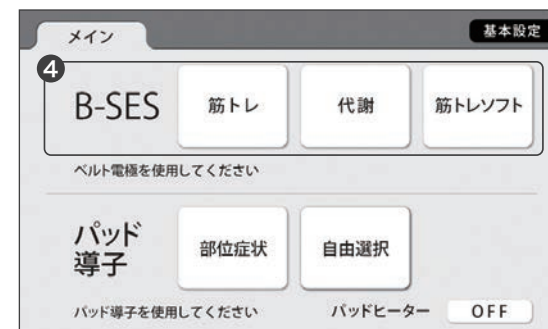 メイン
基本設定
4
B-SES 筋トレ 代謝 筋トレソフト
ベルト電極を使用してください
パッド
導子
部位症状 自由選択
パッド導子を使用してください パッドヒーター OFF